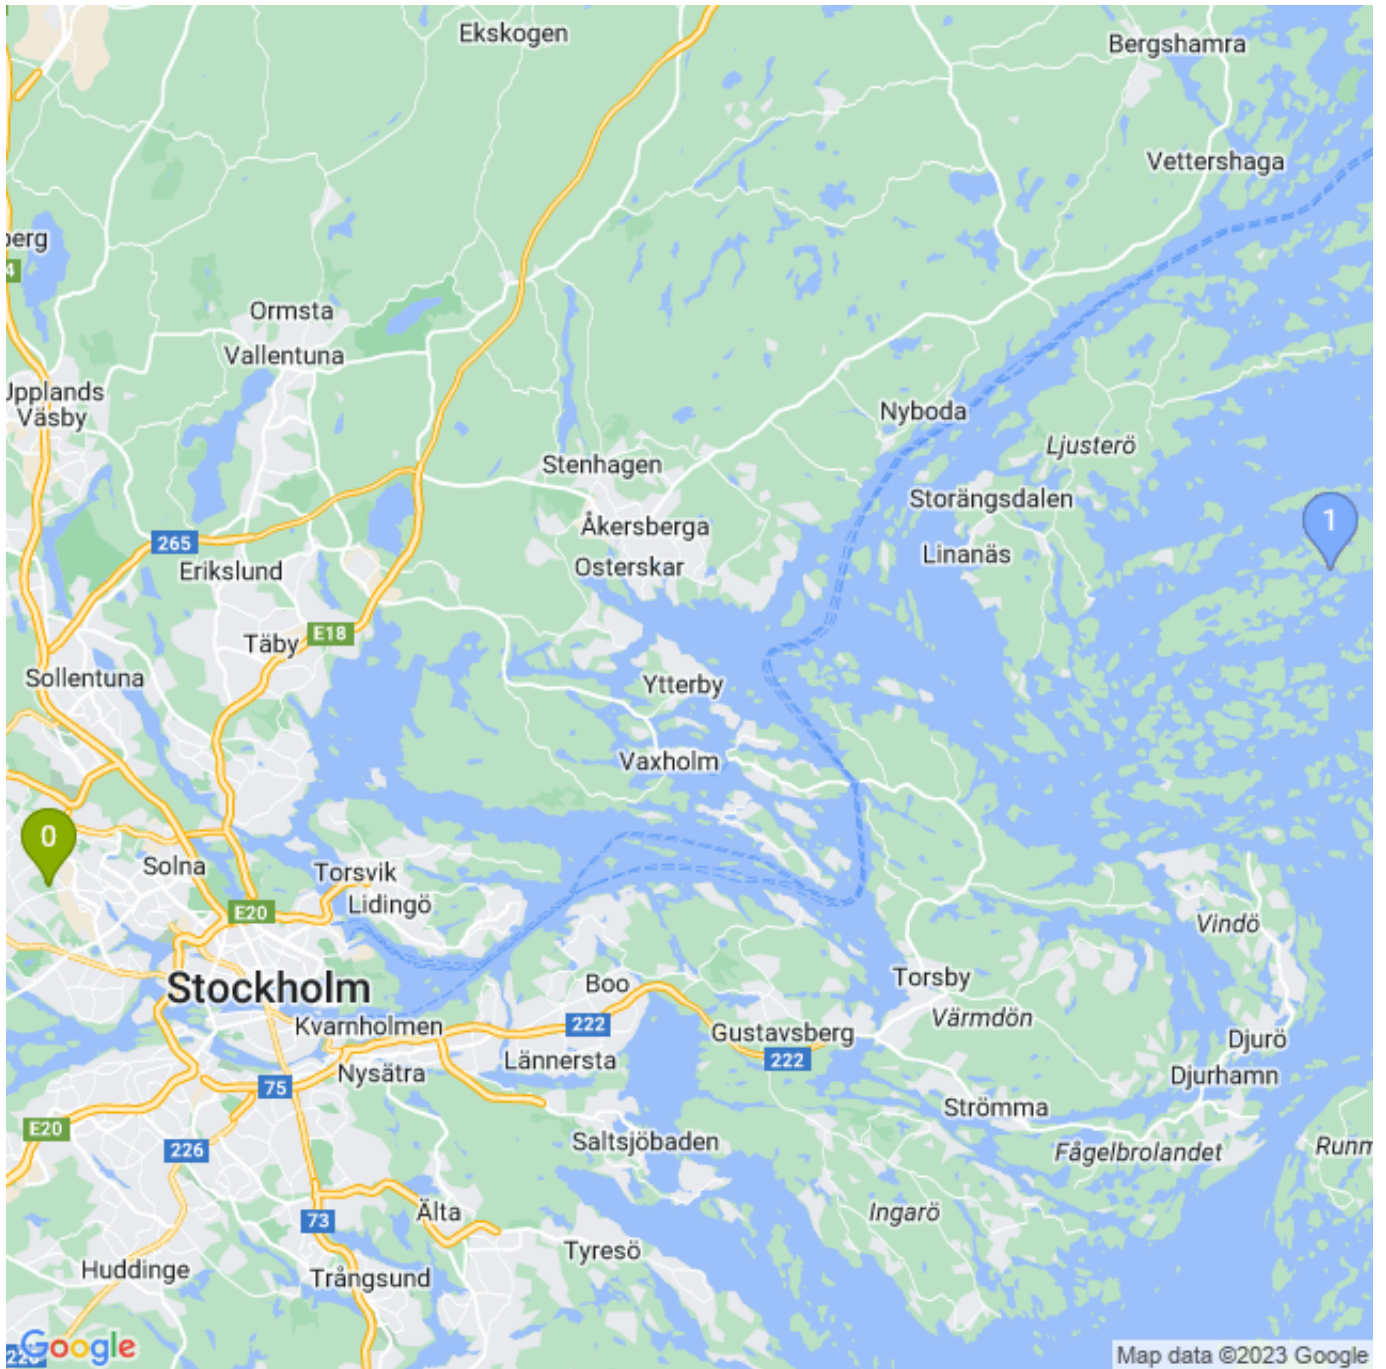 Ekskogen
Bergshamra
Vettershaga
berg
4
Ormsta
Vallentuna
Upplands
Väsby
Nyboda
Ljusterö
Stenhagen
Storängsdalen
1
Åkersberga
265
Linanäs
Erikslund
Osterskar
E18
Täby
Sollentuna
Ytterby
Vaxholm
0
Solna
Torsvik
Lidingö
E20
Vindö
Torsby
Boo
Stockholm
Värmdön
Kvarnholmen
222
Gustavsberg
Djurö
Lännersta
222
Nysätra
Djurhamn
75
Strömma
E20
Saltsjöbaden
226
Fågelbrolandet
Runm
Älta
Ingarö
73
Tyresö
Huddinge
Trångsund
Google
Map data ©2023 Google